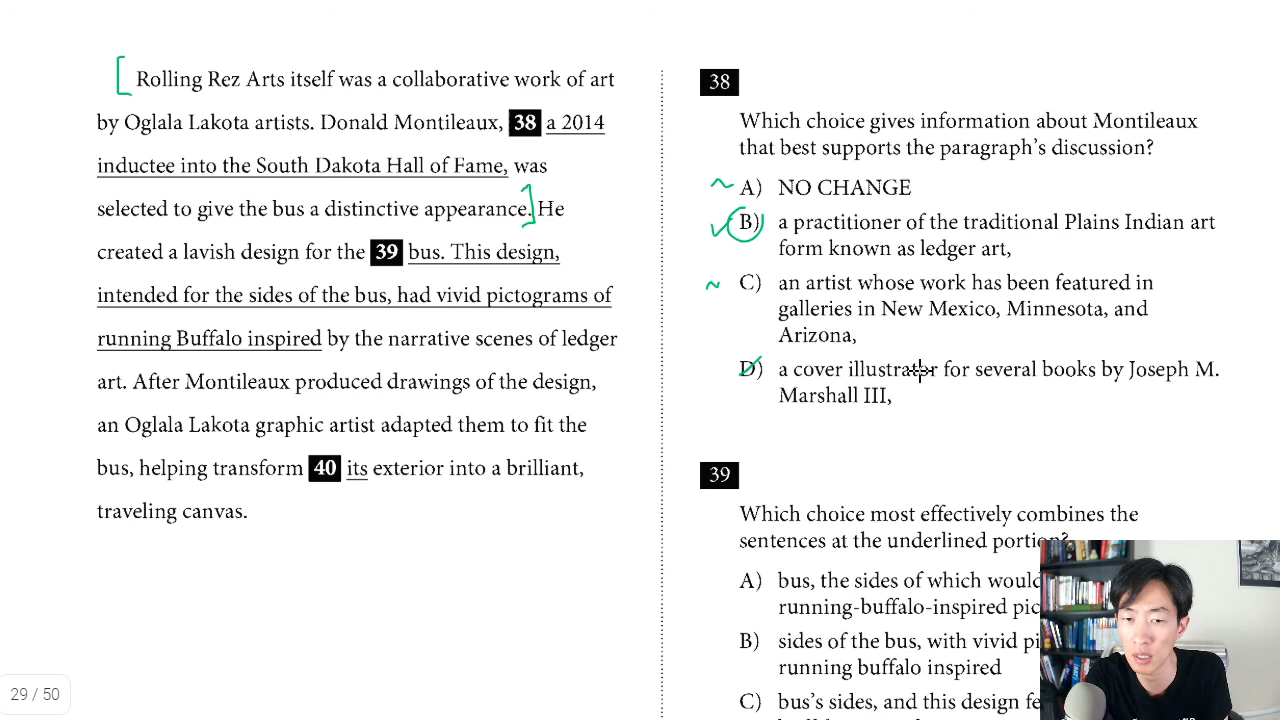 Rolling Rez Arts itself was a collaborative work of art
by Oglala Lakota artists. Donald Montileaux, 38 a 2014
inductee into the South Dakota Hall of Fame, was
selected to give the bus a distinctive appearance. He
created a lavish design for the 39 bus. This design,
intended for the sides of the bus, had vivid pictograms of
running Buffalo inspired by the narrative scenes of ledger
art. After Montileaux produced drawings of the design,
an Oglala Lakota graphic artist adapted them to fit the
bus, helping transform 40 its exterior into a brilliant,
traveling canvas.
29 / 50
38
Which choice gives information about Montileaux
that best supports the paragraph's discussion?
A) NO CHANGE
B) a practitioner of the traditional Plains Indian art
form known as ledger art,
C) an artist whose work has been featured in
galleries in New Mexico, Minnesota, and
Arizona,
D) a cover illustrator for several books by Joseph M.
Marshall III,
39
Which choice most effectively combines the
sentences at the underlined portion?
A) bus, the sides of which would
running-buffalo-inspired
B) sides of the bus, with vivid
running buffalo inspired
C) bus's sides, and this design